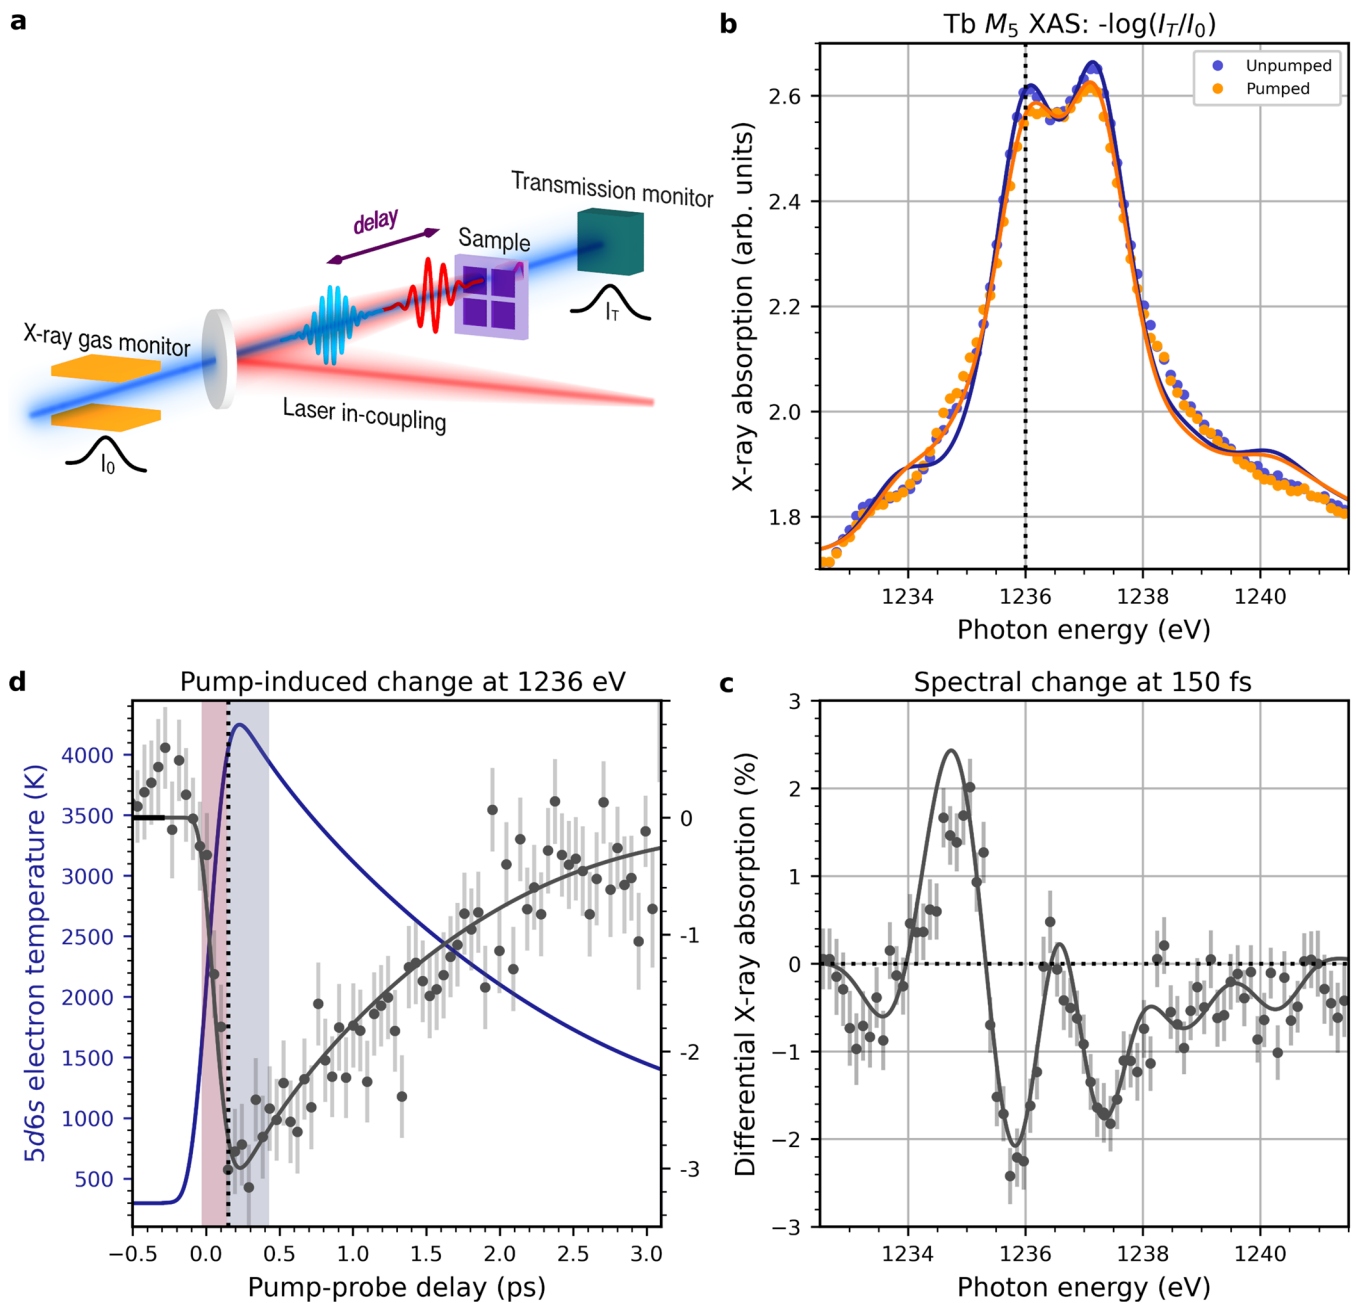 a
Transmission monitor
delay
Sample
I_T
X-ray gas monitor
Laser in-coupling
I_0
b
Tb M_5 XAS: -log(I_T/I_0)
Unpumped
Pumped
2.6
2.4
2.2
2.0
1.8
X-ray absorption (arb. units)
1234 1236 1238 1240
Photon energy (eV)
d
Pump-induced change at 1236 eV
4000
3500
3000
2500
2000
1500
1000
500
5d6s electron temperature (K)
0
-1
-2
-3
−0.5 0.0 0.5 1.0 1.5 2.0 2.5 3.0
Pump-probe delay (ps)
c
Spectral change at 150 fs
3
2
1
0
−1
−2
−3
Differential X-ray absorption (%)
1234 1236 1238 1240
Photon energy (eV)